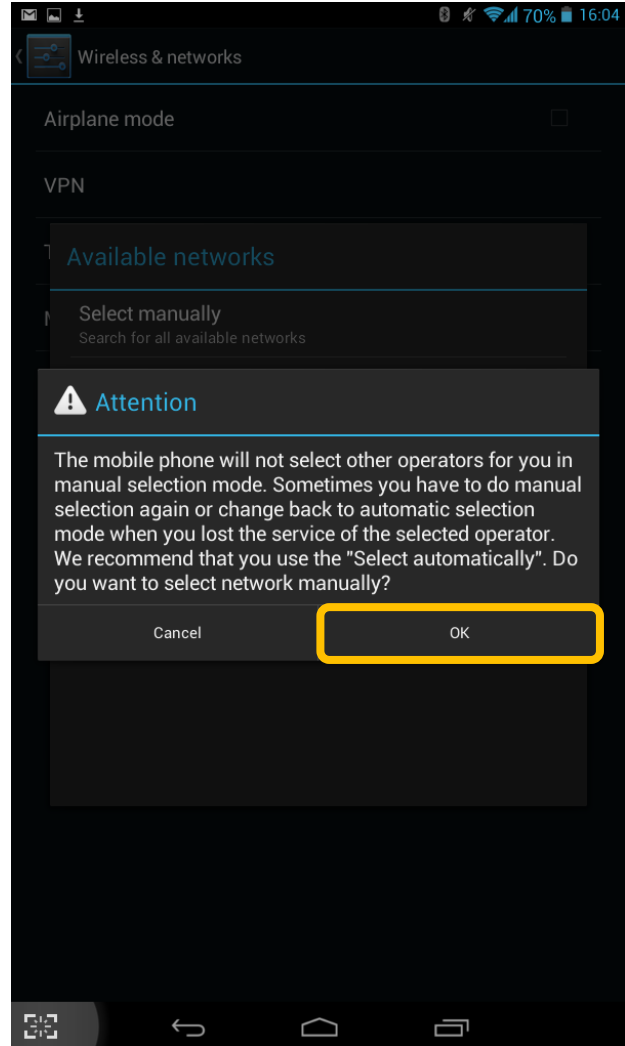 70% 16:04
Wireless & networks
Airplane mode
VPN
T
Available networks
M
Select manually
Search for all available networks
Attention
The mobile phone will not select other operators for you in
manual selection mode. Sometimes you have to do manual
selection again or change back to automatic selection
mode when you lost the service of the selected operator.
We recommend that you use the "Select automatically". Do
you want to select network manually?
Cancel
OK